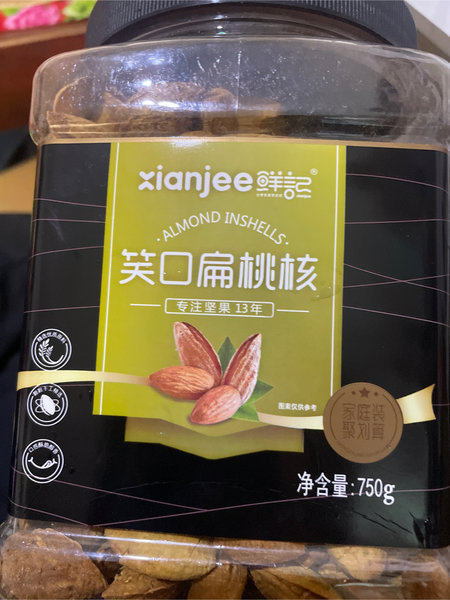 xianjee鲜記®
ALMOND INSHELLS
笑口扁桃核
专注坚果 13年
图案仅供参考
家庭装
聚划算
净含量:750g